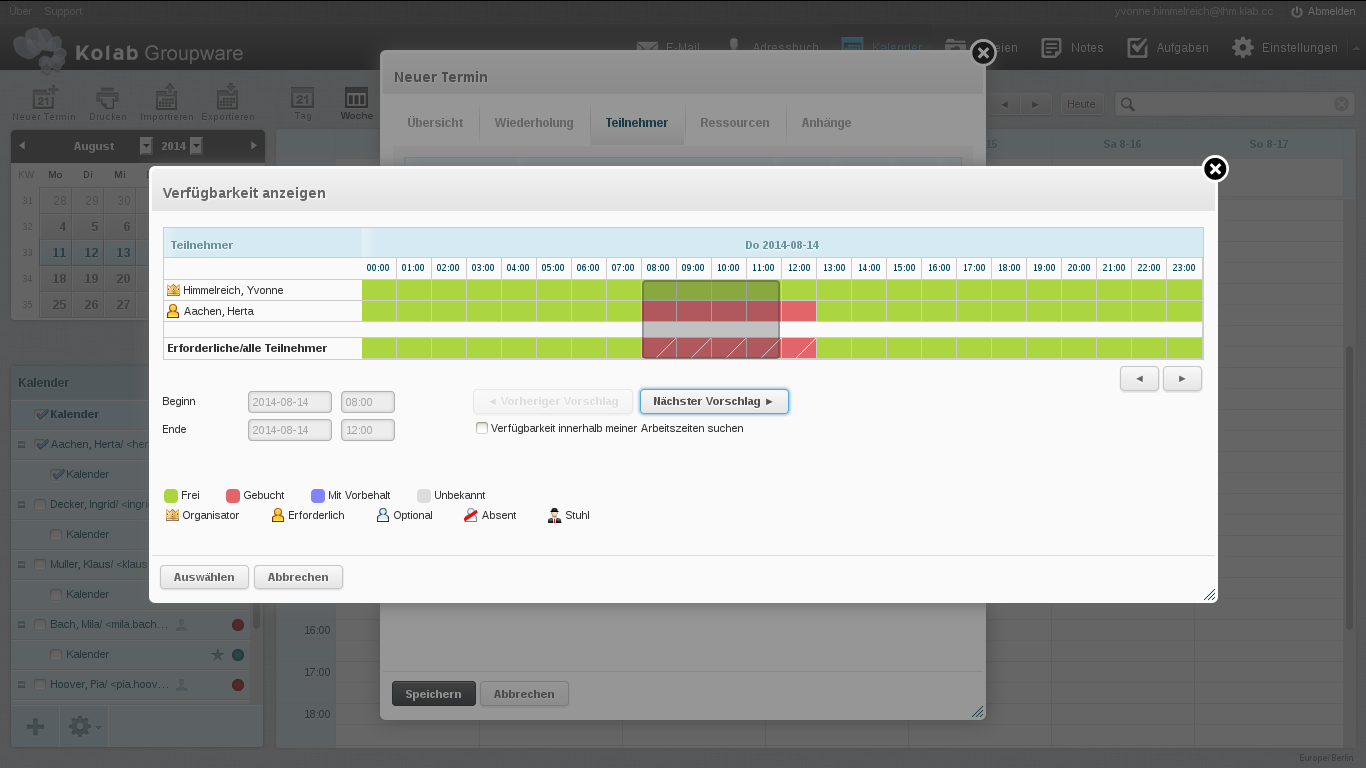 Über Support
yvonne.himmelreich@lhm.klab.cc Abmelden
Kolab Groupware
E-Mail Adressbuch Kalender Notes Aufgaben Einstellungen
Neuer Termin Drucken Importieren Exportieren Tag Woche
21 21
Heute
August 2014
KW Mo Di Mi
31 28 29 30
32 4 5 6
33 11 12 13
34 18 19 20
35 25 26 27
Sa 8-16 So 8-17
Neuer Termin
Übersicht Wiederholung Teilnehmer Ressourcen Anhänge
Verfügbarkeit anzeigen
Teilnehmer Do 2014-08-14
00:00 01:00 02:00 03:00 04:00 05:00 06:00 07:00 08:00 09:00 10:00 11:00 12:00 13:00 14:00 15:00 16:00 17:00 18:00 19:00 20:00 21:00 22:00 23:00
Himmelreich, Yvonne
Aachen, Herta
Erforderliche/alle Teilnehmer
Beginn 2014-08-14 08:00 ◄ Vorheriger Vorschlag Nächster Vorschlag ►
Ende 2014-08-14 12:00 Verfügbarkeit innerhalb meiner Arbeitszeiten suchen
Frei Gebucht Mit Vorbehalt Unbekannt
Organisator Erforderlich Optional Absent Stuhl
Auswählen Abbrechen
Kalender
Kalender
Aachen, Herta/ <her
Kalender
Decker, Ingrid/ <ingri
Kalender
Muller, Klaus/ <klaus
Kalender
Bach, Mila/ <mila.bach...
Kalender
Hoover, Pia/ <pia.hoov...
16:00
17:00
18:00
Speichern Abbrechen
Europe/Berlin